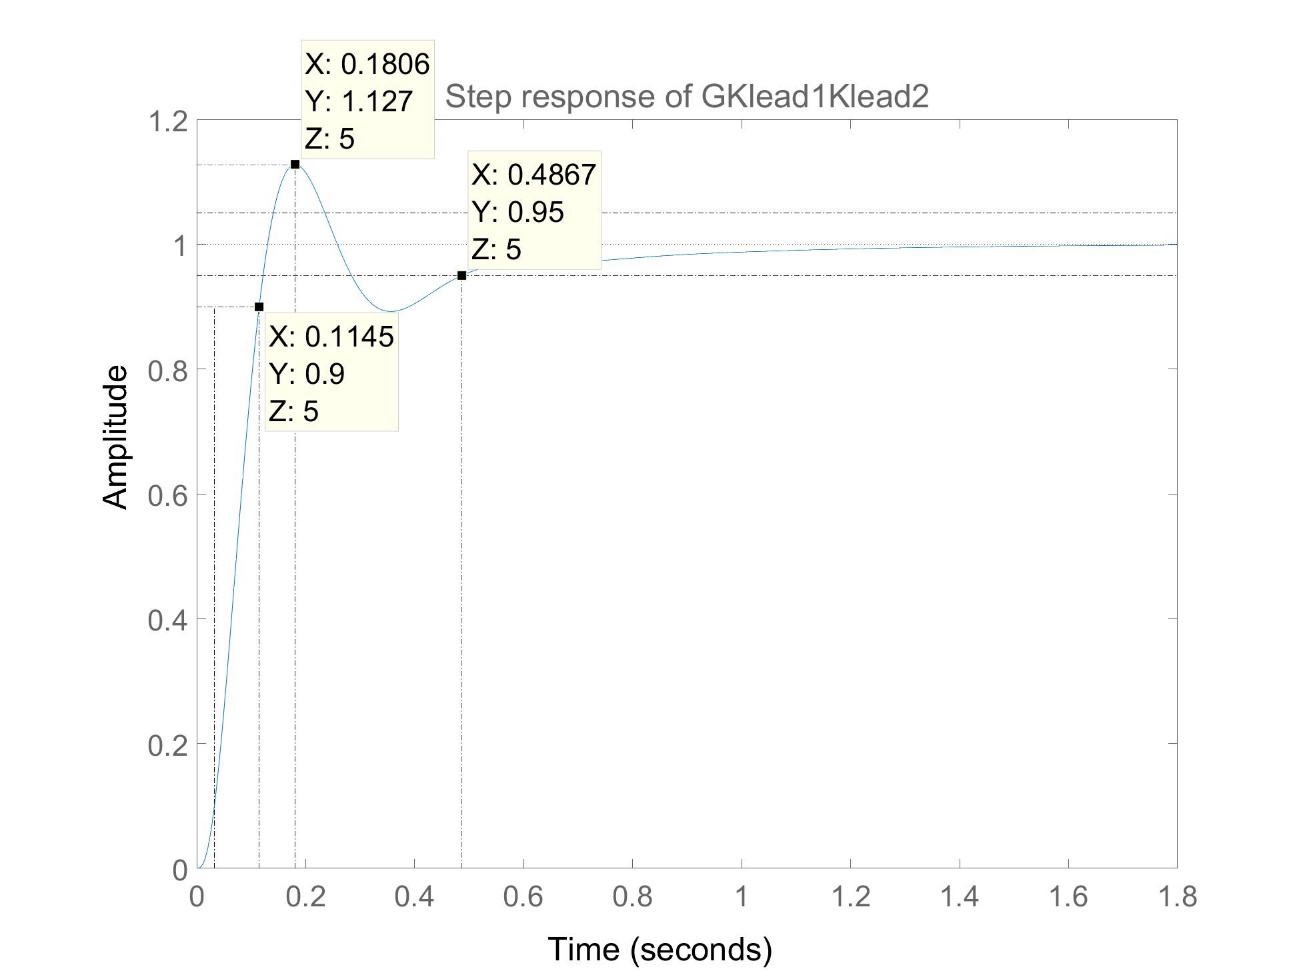 X: 0.1806
Y: 1.127
Z: 5
Step response of GKlead1Klead2
X: 0.4867
Y: 0.95
Z: 5
X: 0.1145
Y: 0.9
Z: 5
1.2
1
0.8
0.6
0.4
0.2
0
Amplitude
0 0.2 0.4 0.6 0.8 1 1.2 1.4 1.6 1.8
Time (seconds)